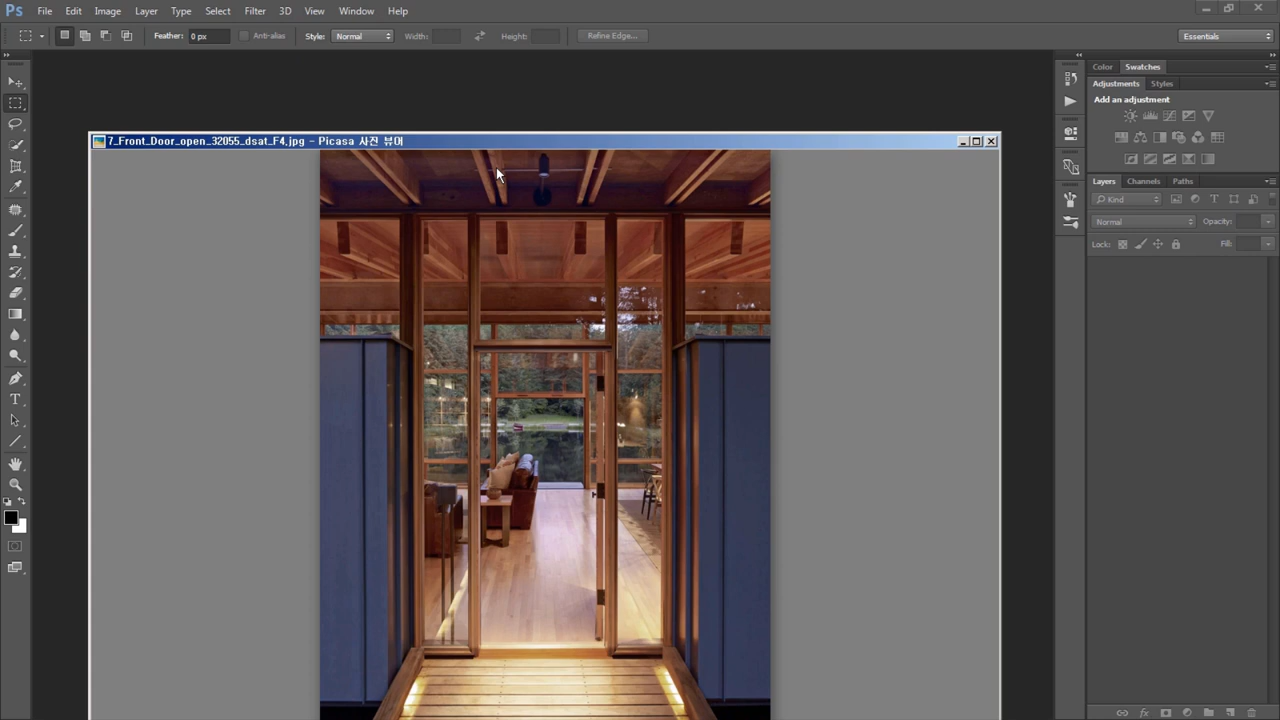 Ps File Edit Image Layer Type Select Filter 3D View Window Help
Feather: 0 px Anti-alias Style: Normal Width: Height: Refine Edge... Essentials
Color Swatches
Adjustments Styles
Add an adjustment
7_Front_Door_open_32055_dsat_F4.jpg - Picasa 사진 뷰어
Layers Channels Paths
Kind
Normal Opacity:
Lock: Fill: